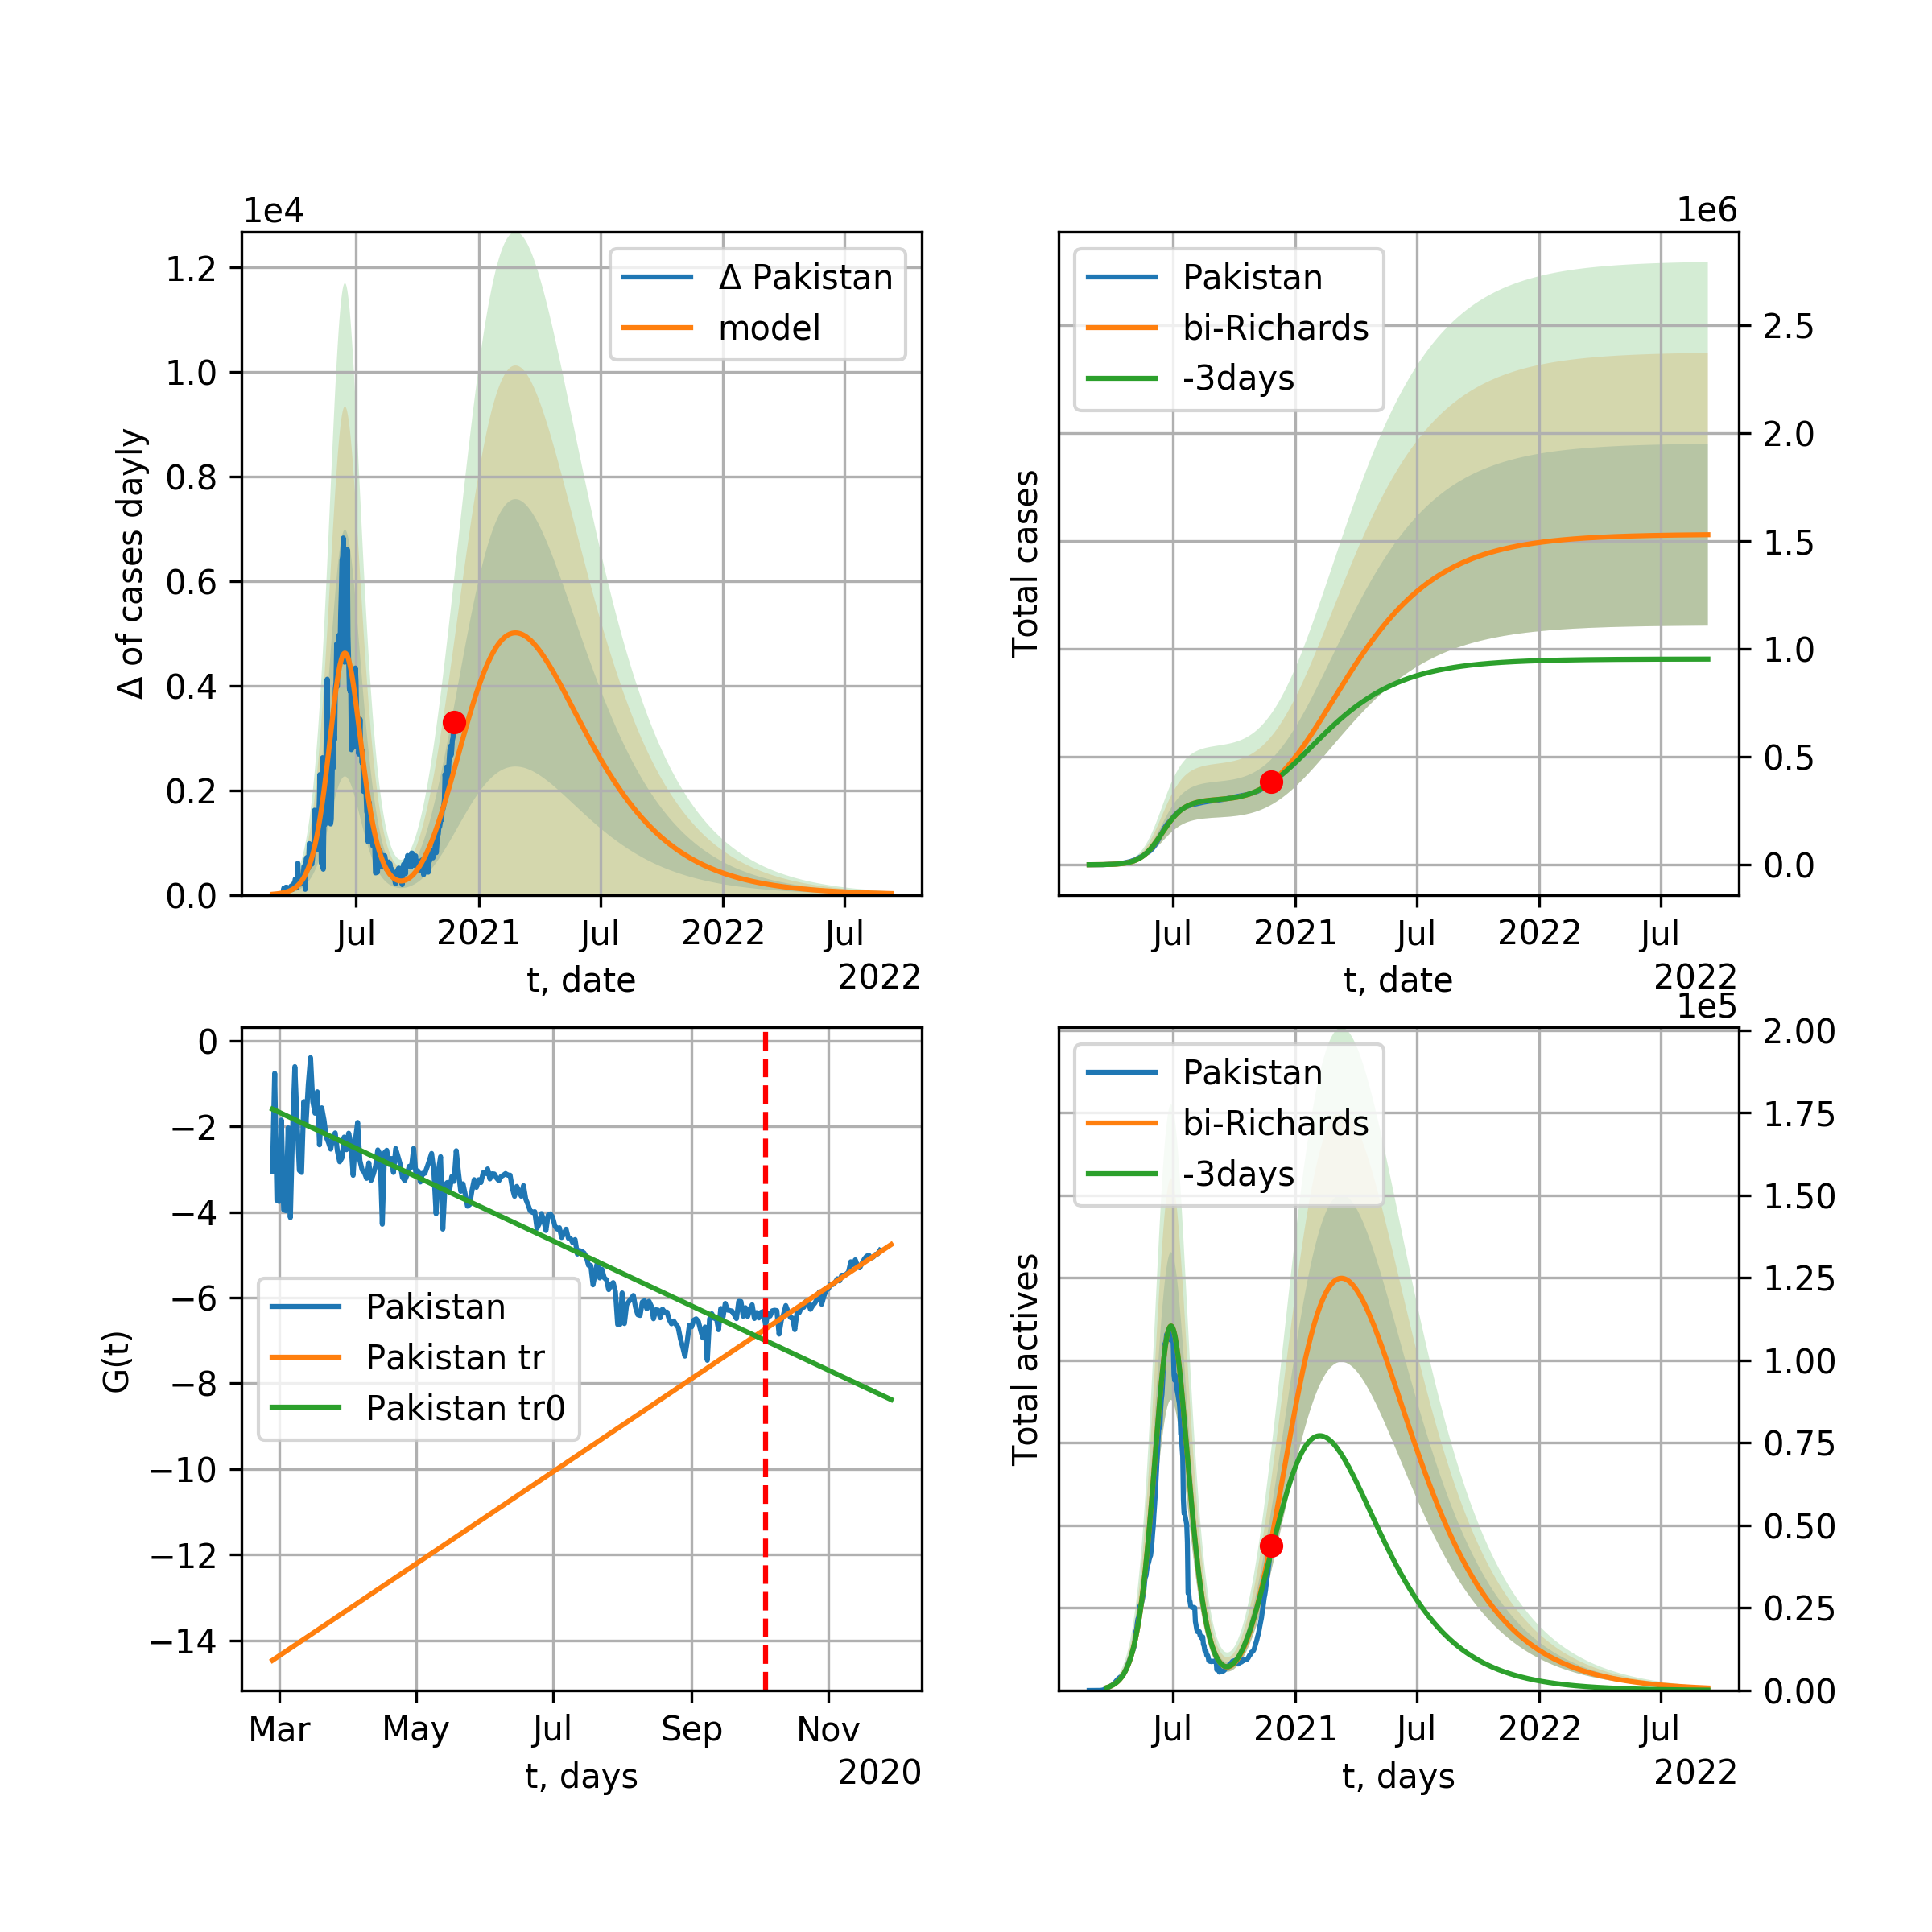 1e4
1.2
1.0
0.8
0.6
0.4
0.2
0.0
Δ of cases dayly
Δ Pakistan
model
Jul
2021
Jul
2022
Jul
t, date
2022
1e6
2.5
2.0
1.5
1.0
0.5
0.0
Total cases
Pakistan
bi-Richards
-3days
Jul
2021
Jul
2022
Jul
t, date
2022
0
−2
−4
−6
−8
−10
−12
−14
G(t)
Pakistan
Pakistan tr
Pakistan tr0
Mar
May
Jul
Sep
Nov
t, days
2020
1e5
2.00
1.75
1.50
1.25
1.00
0.75
0.50
0.25
0.00
Total actives
Pakistan
bi-Richards
-3days
Jul
2021
Jul
2022
Jul
t, days
2022